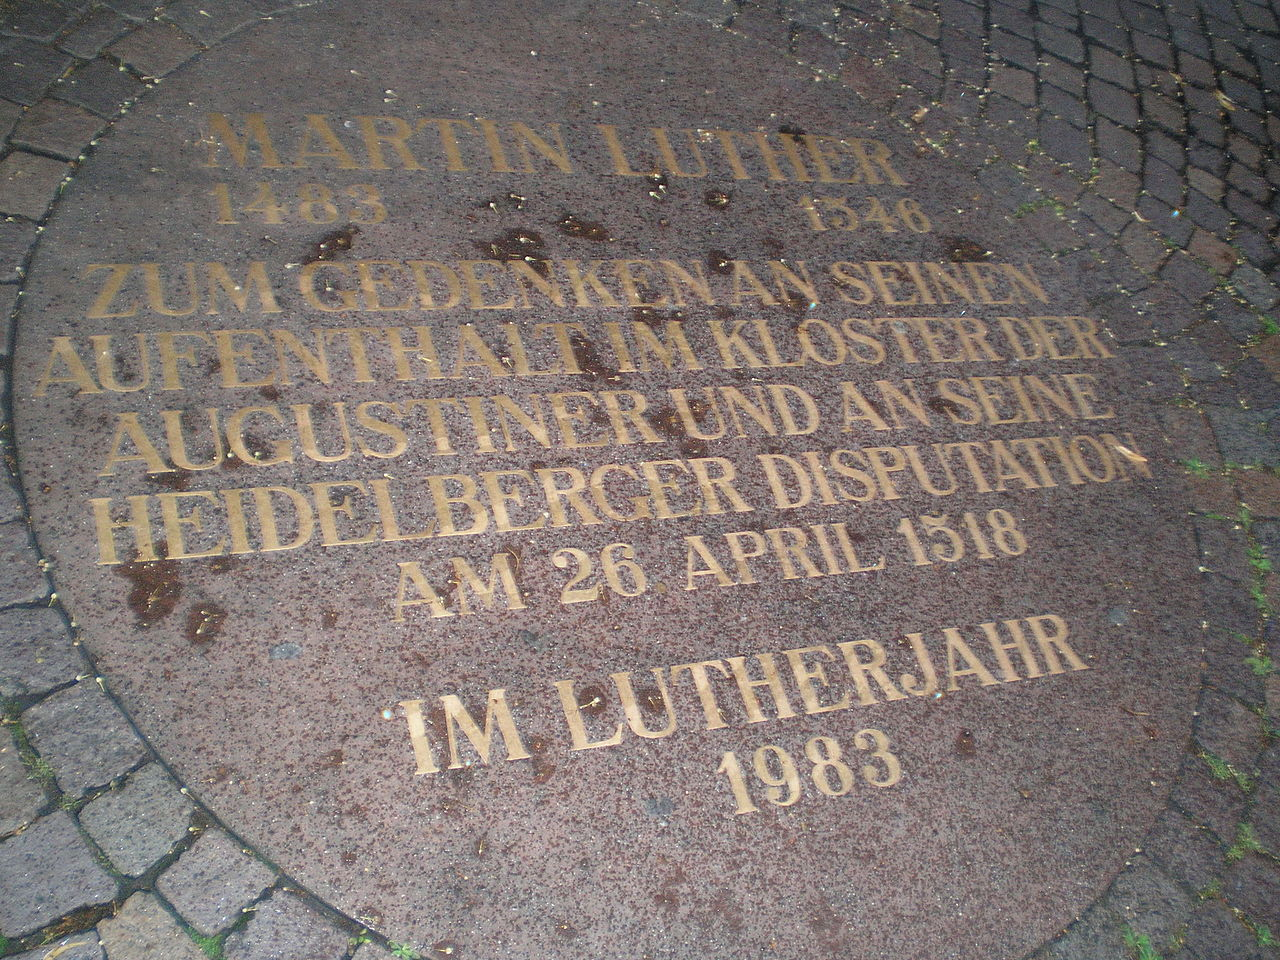 MARTIN LUTHER
1483 1546
ZUM GEDENKEN AN SEINEN
AUFENTHALT IM KLOSTER DER
AUGUSTINER UND AN SEINE
HEIDELBERGER DISPUTATION
AM 26. APRIL 1518
IM LUTHERJAHR
1983